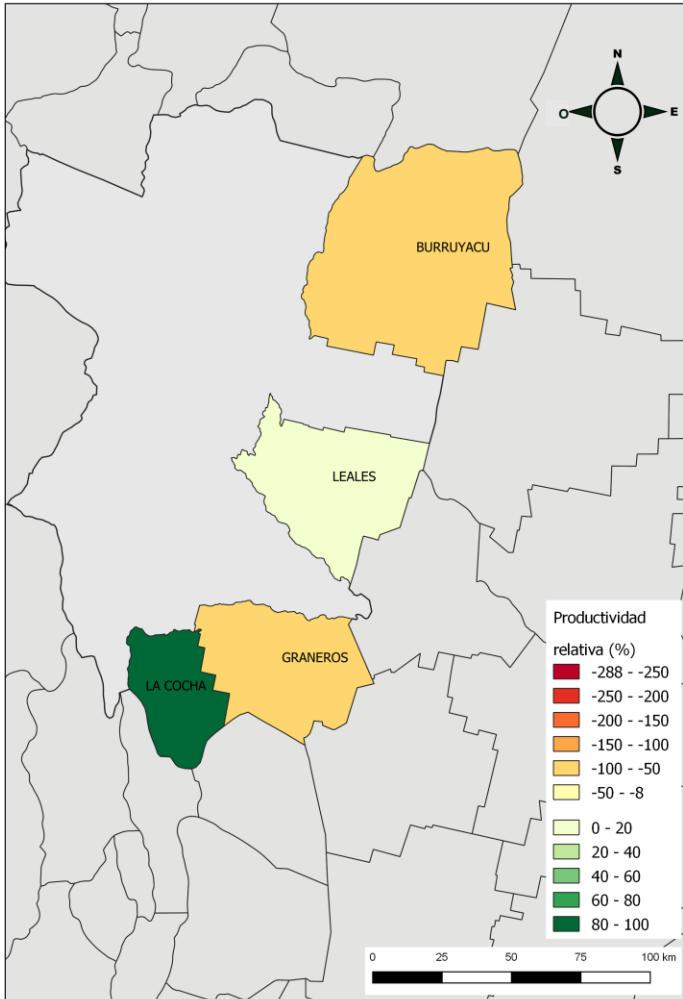 N
O
E
S
BURRUYACU
LEALES
GRANEROS
LA COCHA
Productividad
relativa (%)
-288 - -250
-250 - -200
-200 - -150
-150 - -100
-100 - -50
-50 - -8
0 - 20
20 - 40
40 - 60
60 - 80
80 - 100
0 25 50 75 100 km